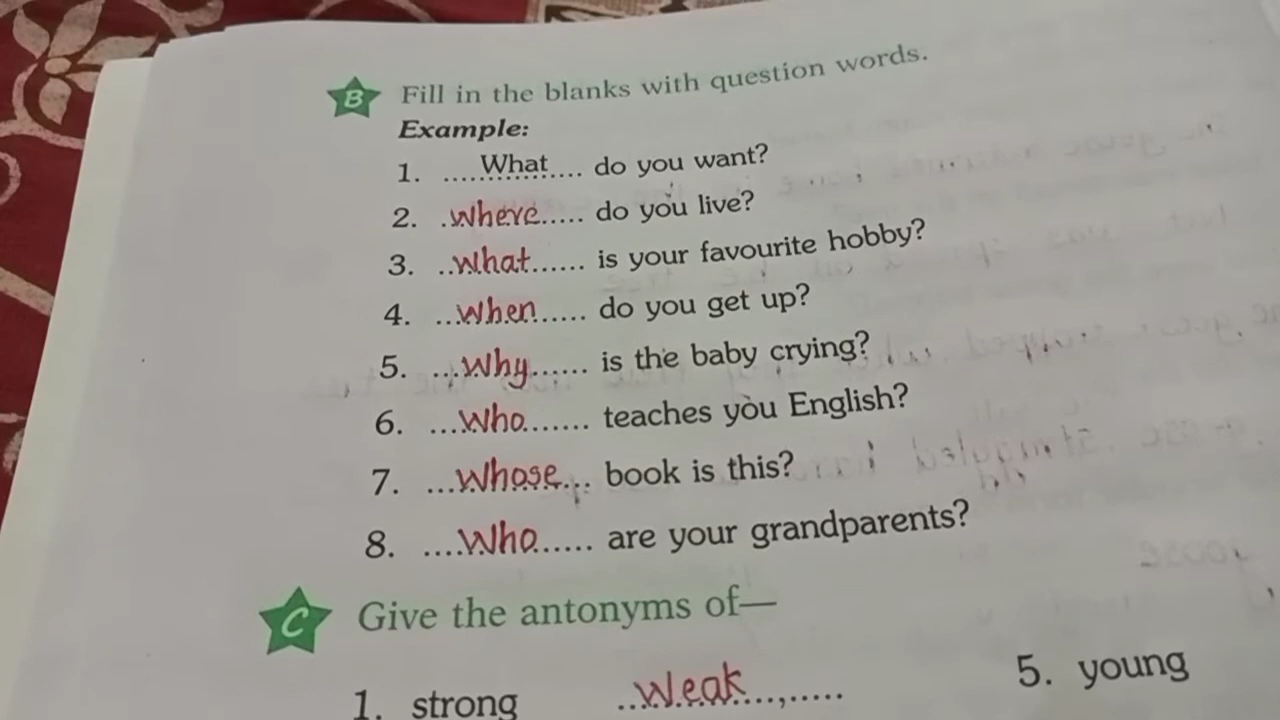 B Fill in the blanks with question words.
Example:
1. .....What..... do you want?
2. .where..... do you live?
3. ..what...... is your favourite hobby?
4. ...when...... do you get up?
5. ...why...... is the baby crying?
6. ...who....... teaches you English?
7. ...whose... book is this?
8. ....who...... are your grandparents?
C Give the antonyms of—
1. strong ...weak...,..... 5. young